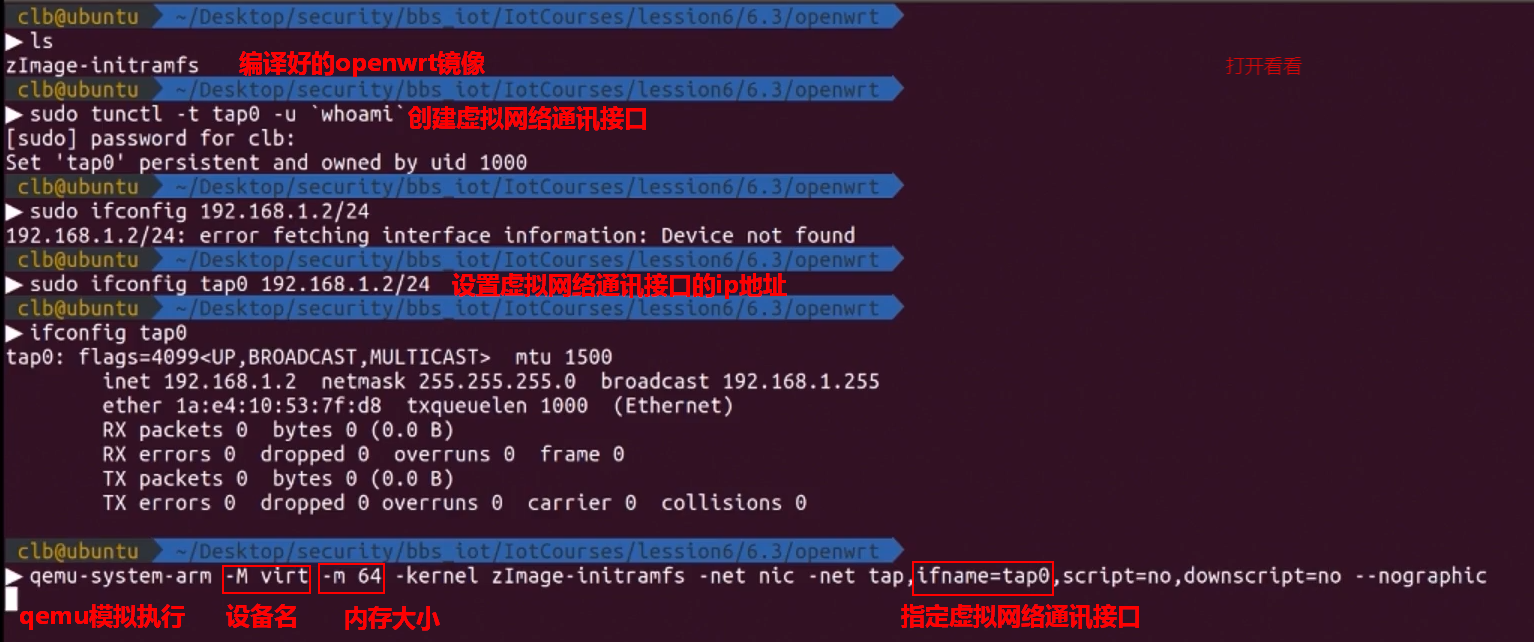 clb@ubuntu ~/Desktop/security/bbs_iot/IotCourses/lession6/6.3/openwrt
ls
zImage-initramfs 编译好的openwrt镜像 打开看看
clb@ubuntu ~/Desktop/security/bbs_iot/IotCourses/lession6/6.3/openwrt
sudo tunctl -t tap0 -u `whoami` 创建虚拟网络通讯接口
[sudo] password for clb:
Set 'tap0' persistent and owned by uid 1000
clb@ubuntu ~/Desktop/security/bbs_iot/IotCourses/lession6/6.3/openwrt
sudo ifconfig 192.168.1.2/24
192.168.1.2/24: error fetching interface information: Device not found
clb@ubuntu ~/Desktop/security/bbs_iot/IotCourses/lession6/6.3/openwrt
sudo ifconfig tap0 192.168.1.2/24 设置虚拟网络通讯接口的ip地址
clb@ubuntu ~/Desktop/security/bbs_iot/IotCourses/lession6/6.3/openwrt
ifconfig tap0
tap0: flags=4099<UP,BROADCAST,MULTICAST> mtu 1500
inet 192.168.1.2 netmask 255.255.255.0 broadcast 192.168.1.255
ether 1a:e4:10:53:7f:d8 txqueuelen 1000 (Ethernet)
RX packets 0 bytes 0 (0.0 B)
RX errors 0 dropped 0 overruns 0 frame 0
TX packets 0 bytes 0 (0.0 B)
TX errors 0 dropped 0 overruns 0 carrier 0 collisions 0
clb@ubuntu ~/Desktop/security/bbs_iot/IotCourses/lession6/6.3/openwrt
qemu-system-arm -M virt -m 64 -kernel zImage-initramfs -net nic -net tap,ifname=tap0,script=no,downscript=no --nographic
qemu模拟执行 设备名 内存大小 指定虚拟网络通讯接口